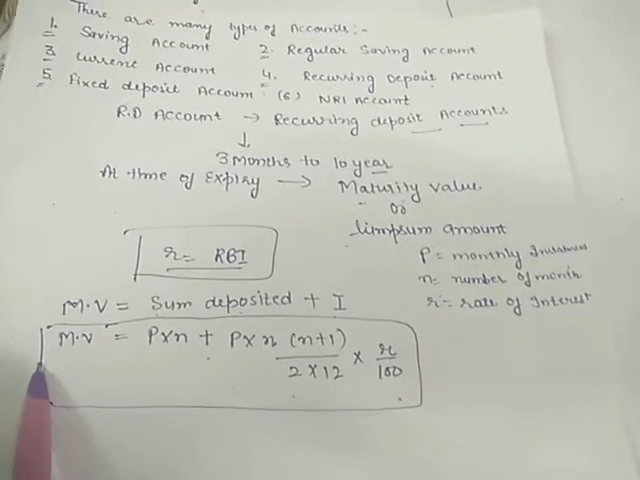 There are many types of Accounts:-
1. Saving Account 2. Regular Saving Account
3. Current Account 4. Recurring Deposit Account
5. Fixed deposit Account (6) NRI Account
R.D Account → Recurring deposit Accounts
↓
3 Months to 10 year
At time of Expiry → Maturity value
or
limpsum amount
r = RBI
P = monthly
n = number of month
r = rate of Interest
M.V = Sum deposited + I
M.V = P×n + P×n (n+1)/2×12 × r/100